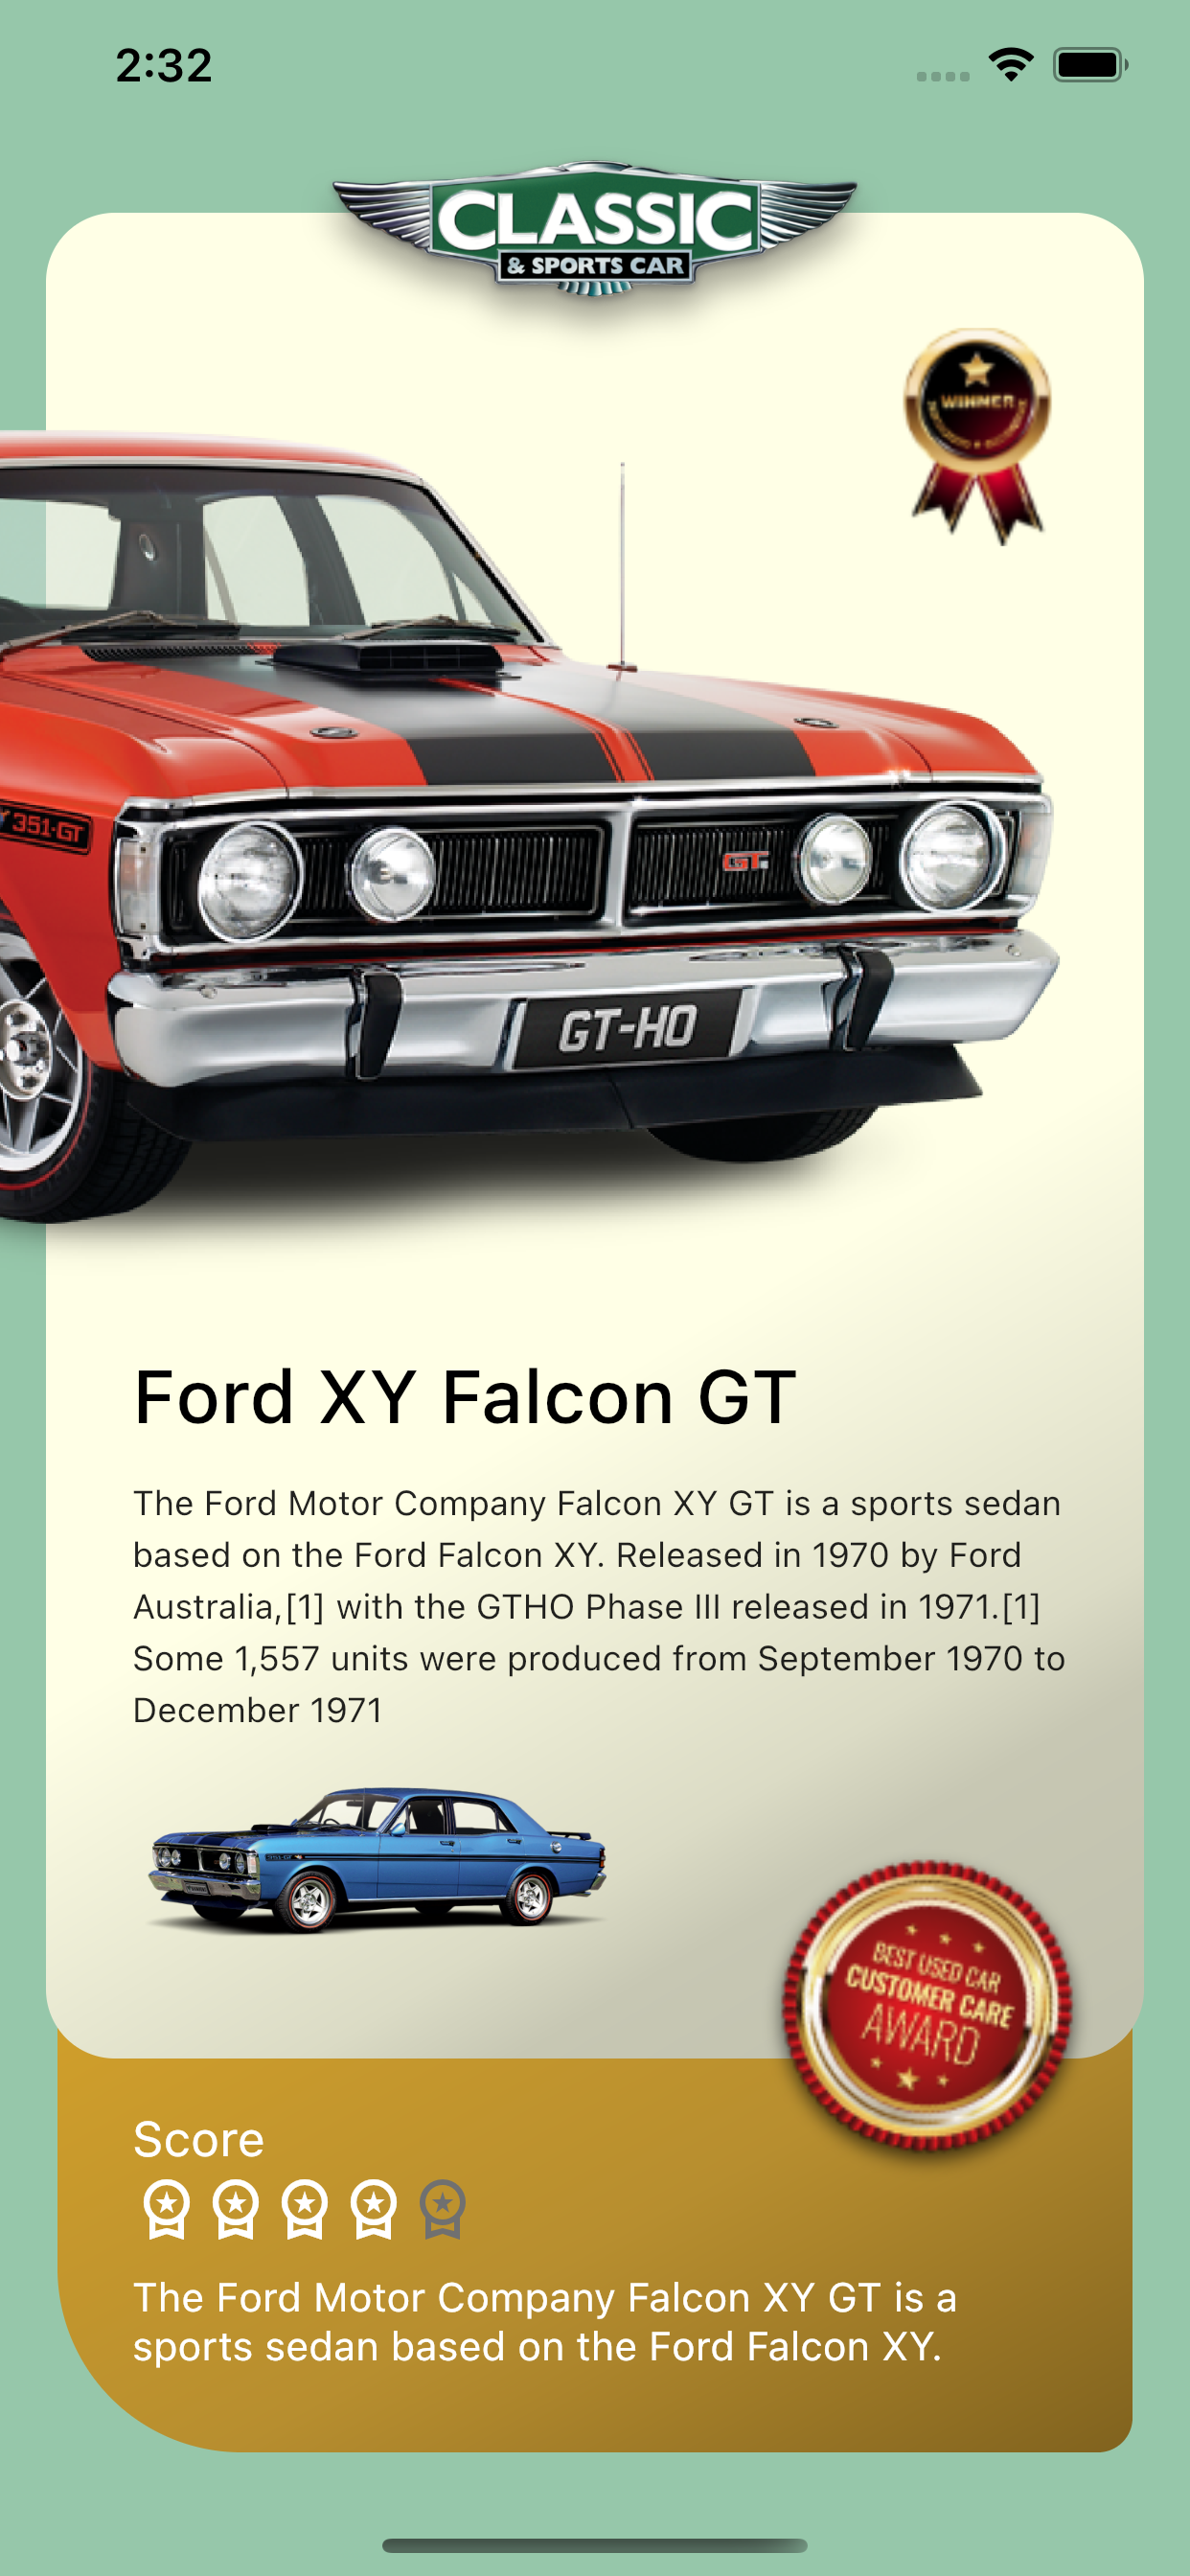 2:32
CLASSIC
& SPORTS CAR
WINNER
351·GT
GT
GT-HO
Ford XY Falcon GT
The Ford Motor Company Falcon XY GT is a sports sedan
based on the Ford Falcon XY. Released in 1970 by Ford
Australia,[1] with the GTHO Phase III released in 1971.[1]
Some 1,557 units were produced from September 1970 to
December 1971
BEST USED CAR
CUSTOMER CARE
AWARD
Score
The Ford Motor Company Falcon XY GT is a
sports sedan based on the Ford Falcon XY.